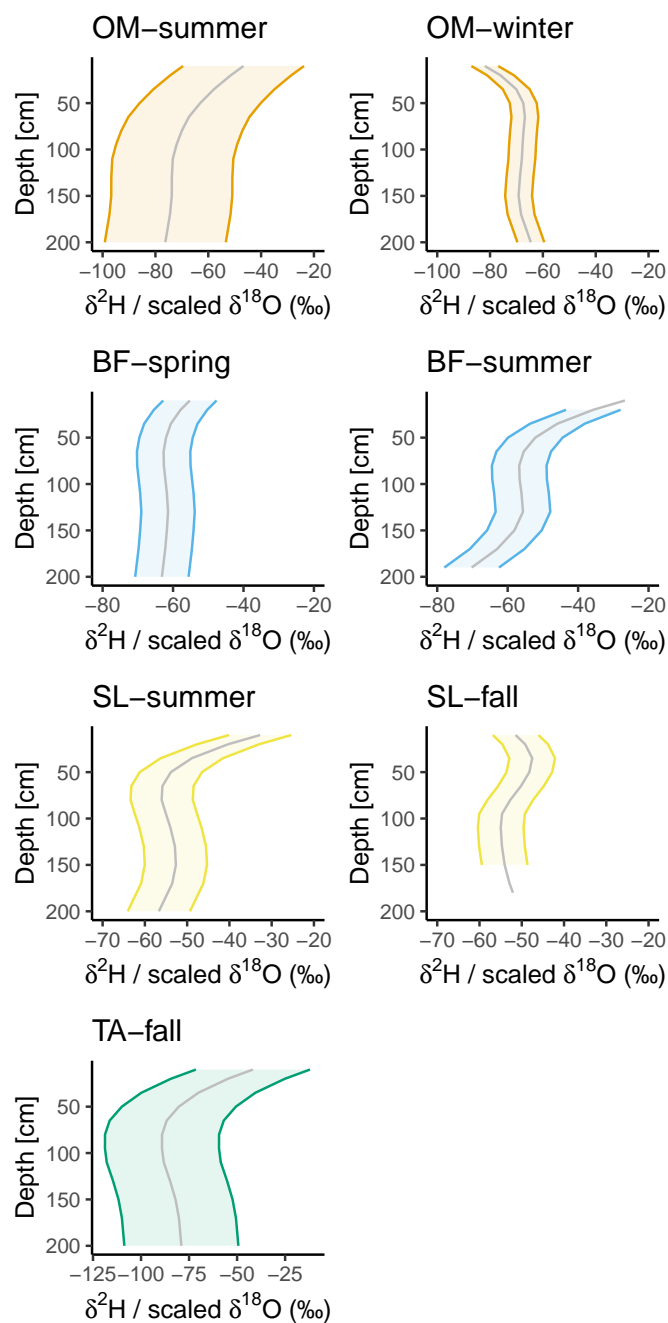 OM−summer
Depth [cm]
50
100
150
200
−100 −80 −60 −40 −20
δ²H / scaled δ¹⁸O (‰)
OM−winter
Depth [cm]
50
100
150
200
−100 −80 −60 −40 −20
δ²H / scaled δ¹⁸O (‰)
BF−spring
Depth [cm]
50
100
150
200
−80 −60 −40 −20
δ²H / scaled δ¹⁸O (‰)
BF−summer
Depth [cm]
50
100
150
200
−80 −60 −40 −20
δ²H / scaled δ¹⁸O (‰)
SL−summer
Depth [cm]
50
100
150
200
−70 −60 −50 −40 −30 −20
δ²H / scaled δ¹⁸O (‰)
SL−fall
Depth [cm]
50
100
150
200
−70 −60 −50 −40 −30 −20
δ²H / scaled δ¹⁸O (‰)
TA−fall
Depth [cm]
50
100
150
200
−125 −100 −75 −50 −25
δ²H / scaled δ¹⁸O (‰)